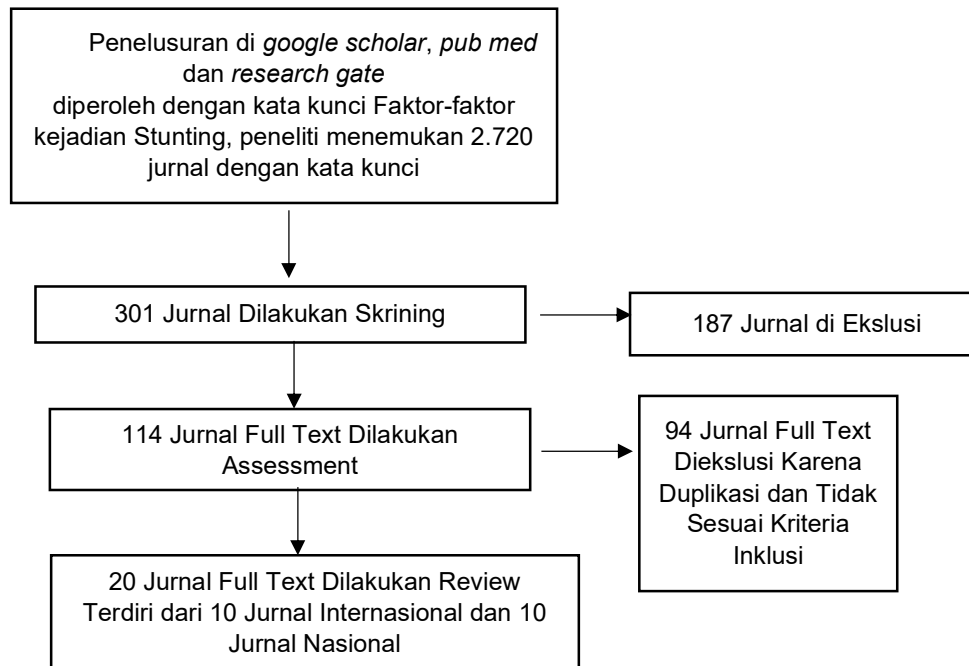 Penelusuran di google scholar, pub med
dan research gate
diperoleh dengan kata kunci Faktor-faktor
kejadian Stunting, peneliti menemukan 2.720
jurnal dengan kata kunci
301 Jurnal Dilakukan Skrining
187 Jurnal di Ekslusi
114 Jurnal Full Text Dilakukan
Assessment
94 Jurnal Full Text
Diekslusi Karena
Duplikasi dan Tidak
Sesuai Kriteria
Inklusi
20 Jurnal Full Text Dilakukan Review
Terdiri dari 10 Jurnal Internasional dan 10
Jurnal Nasional